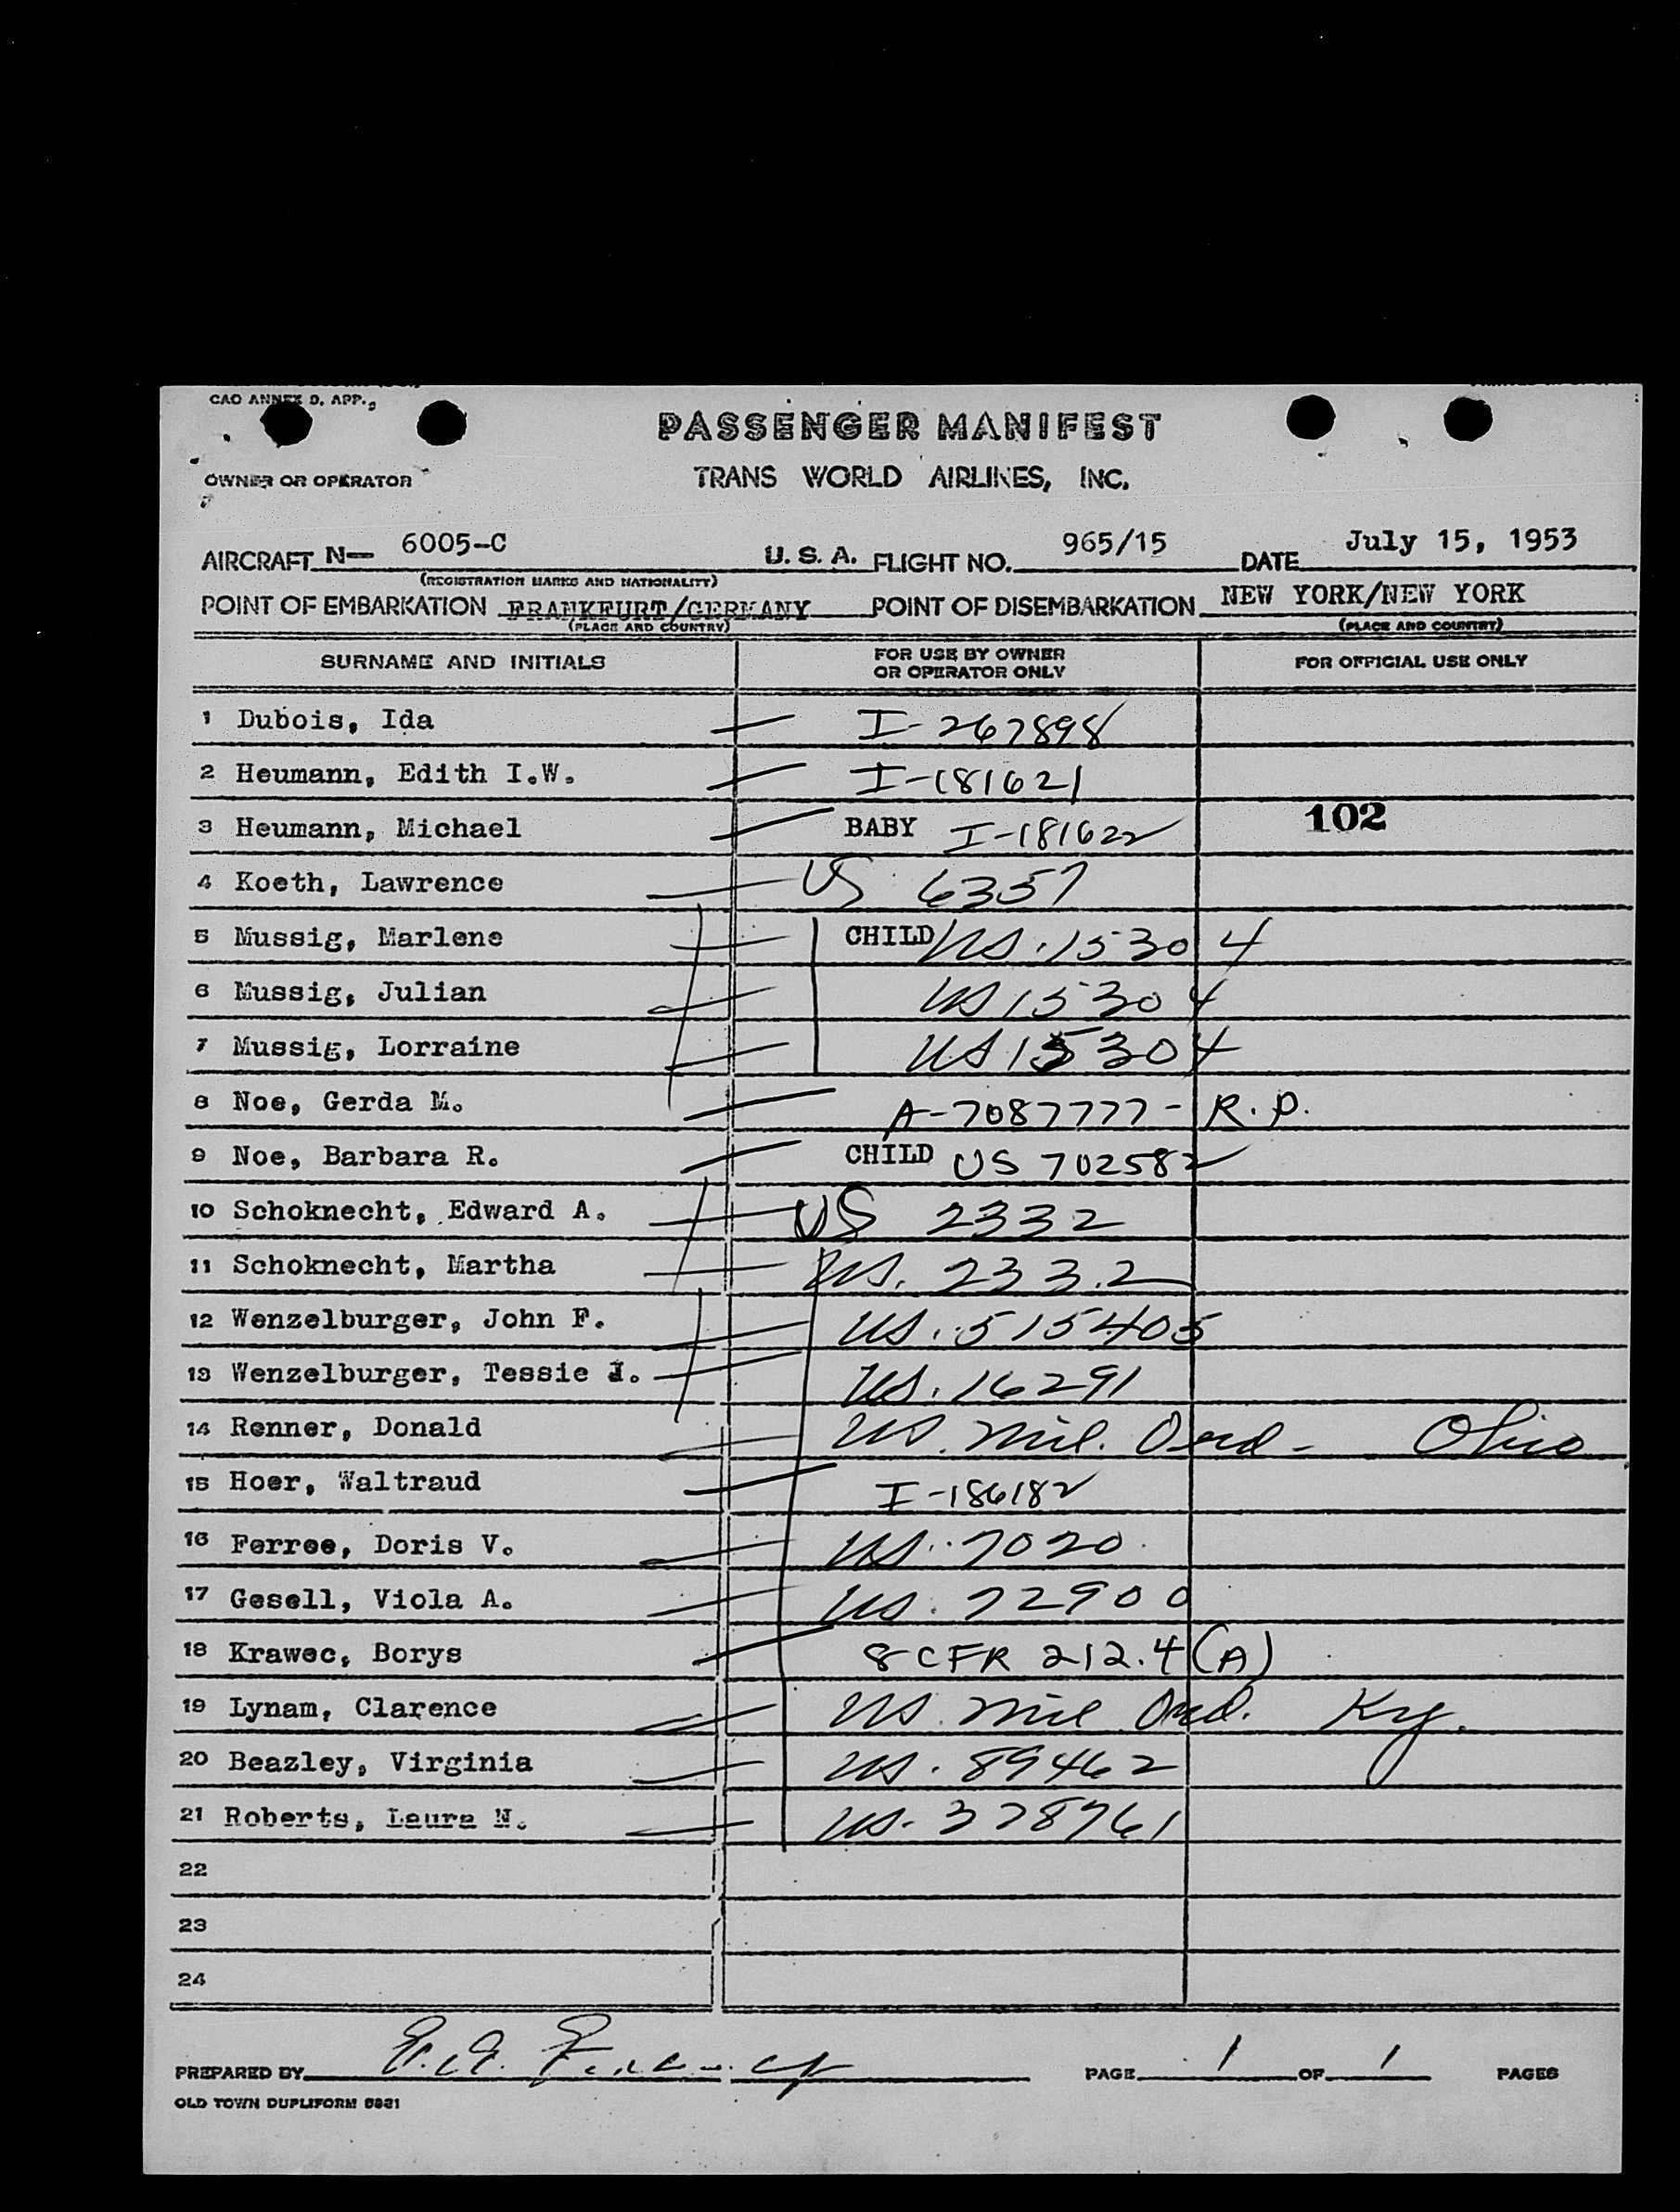 CAO ANNEX D. APP.
PASSENGER MANIFEST
OWNER OR OPERATOR TRANS WORLD AIRLINES, INC.
AIRCRAFT N— 6005-C U. S. A. FLIGHT NO. 965/15 DATE July 15, 1953
(REGISTRATION MARKS AND NATIONALITY)
POINT OF EMBARKATION FRANKFURT/GERMANY POINT OF DISEMBARKATION NEW YORK/NEW YORK
(PLACE AND COUNTRY) (PLACE AND COUNTRY)
SURNAME AND INITIALS FOR USE BY OWNER OR OPERATOR ONLY FOR OFFICIAL USE ONLY
1 Dubois, Ida I-267898
2 Heumann, Edith I.W. I-181621
3 Heumann, Michael BABY I-181622 102
4 Koeth, Lawrence US 6357
5 Mussig, Marlene CHILD US.15304
6 Mussig, Julian US 15304
7 Mussig, Lorraine US 15304
8 Noe, Gerda M. A-7087777- R.P.
9 Noe, Barbara R. CHILD US 702582
10 Schoknecht, Edward A. US 2332
11 Schoknecht, Martha US. 2332
12 Wenzelburger, John F. US. 515405
13 Wenzelburger, Tessie J. US. 16291
14 Renner, Donald US. Mil. Ord- Ohio
15 Hoer, Waltraud I-186182
16 Ferree, Doris V. US. 7020
17 Gesell, Viola A. US. 72900
18 Krawec, Borys 8 CFR 212.4(A)
19 Lynam, Clarence US. Mil Ord. Ky.
20 Beazley, Virginia US. 89462
21 Roberts, Laura N. US. 378761
22
23
24
PREPARED BY PAGE 1 OF 1 PAGES
OLD TOWN DUPLIFORM